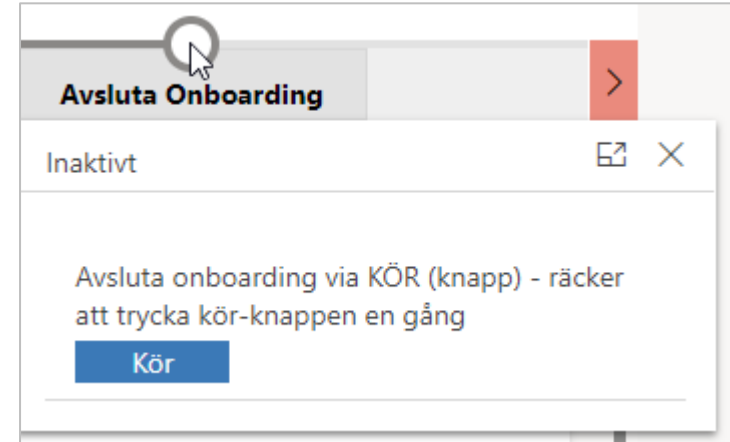 Avsluta Onboarding
Inaktivt
Avsluta onboarding via KÖR (knapp) - räcker
att trycka kör-knappen en gång
Kör